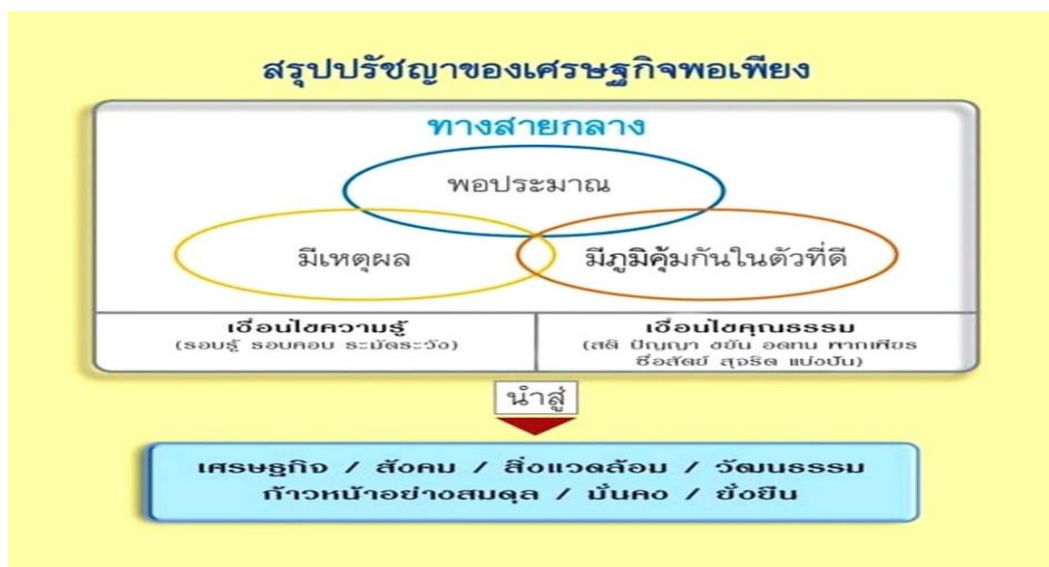 สรุปปรัชญาของเศรษฐกิจพอเพียง
ทางสายกลาง
พอประมาณ
มีเหตุผล
มีภูมิคุ้มกันในตัวที่ดี
เงื่อนไขความรู้
(รอบรู้ รอบคอบ ระมัดระวัง)
เงื่อนไขคุณธรรม
(สติ ปัญญา ขยัน อดทน พากเพียร
ซื่อสัตย์ สุจริต แบ่งปัน)
นำสู่
เศรษฐกิจ / สังคม / สิ่งแวดล้อม / วัฒนธรรม
ก้าวหน้าอย่างสมดุล / มั่นคง / ยั่งยืน